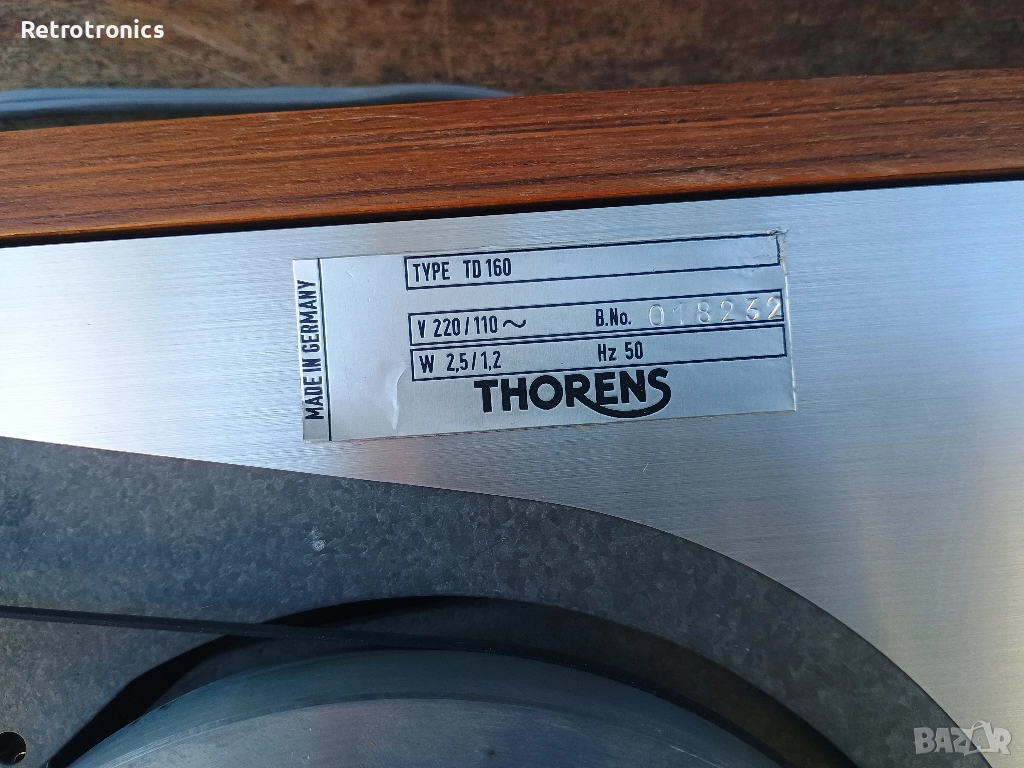 Retrotronics
MADE IN GERMANY
TYPE TD 160
V 220/110 ~ B.No. 018232
W 2,5/1,2 Hz 50
THORENS
BAZAR